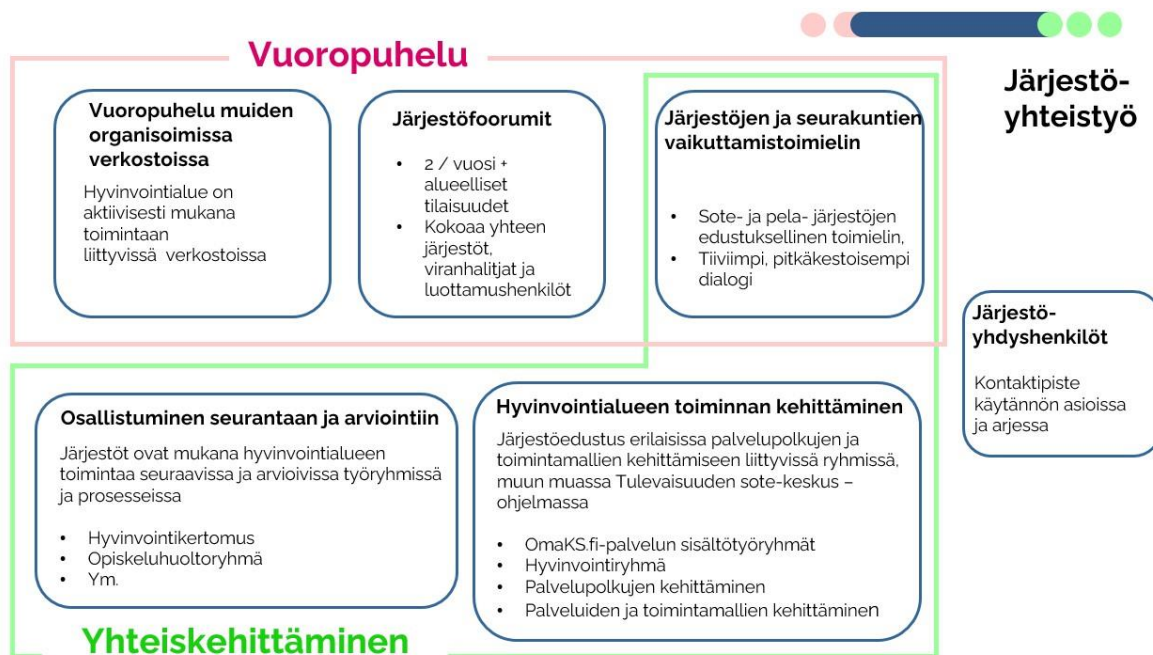 Vuoropuhelu
Järjestö-
yhteistyö
Vuoropuhelu muiden
organisoimissa
verkostoissa
Hyvinvointialue on
aktiivisesti mukana
toimintaan
liittyvissä verkostoissa
Järjestöfoorumit
• 2 / vuosi +
alueelliset
tilaisuudet
• Kokoaa yhteen
järjestöt,
viranhalitjat ja
luottamushenkilöt
Järjestöjen ja seurakuntien
vaikuttamistoimielin
• Sote- ja pela- järjestöjen
edustuksellinen toimielin,
• Tiiviimpi, pitkäkestoisempi
dialogi
Järjestö-
yhdyshenkilöt
Kontaktipiste
käytännön asioissa
ja arjessa
Osallistuminen seurantaan ja arviointiin
Järjestöt ovat mukana hyvinvointialueen
toimintaa seuraavissa ja arvioivissa työryhmissä
ja prosesseissa
• Hyvinvointikertomus
• Opiskeluhuoltoryhmä
• Ym.
Hyvinvointialueen toiminnan kehittäminen
Järjestöedustus erilaisissa palvelupolkujen ja
toimintamallien kehittämiseen liittyvissä ryhmissä,
muun muassa Tulevaisuuden sote-keskus –
ohjelmassa
• OmaKS.fi-palvelun sisältötyöryhmät
• Hyvinvointiryhmä
• Palvelupolkujen kehittäminen
• Palveluiden ja toimintamallien kehittäminen
Yhteiskehittäminen